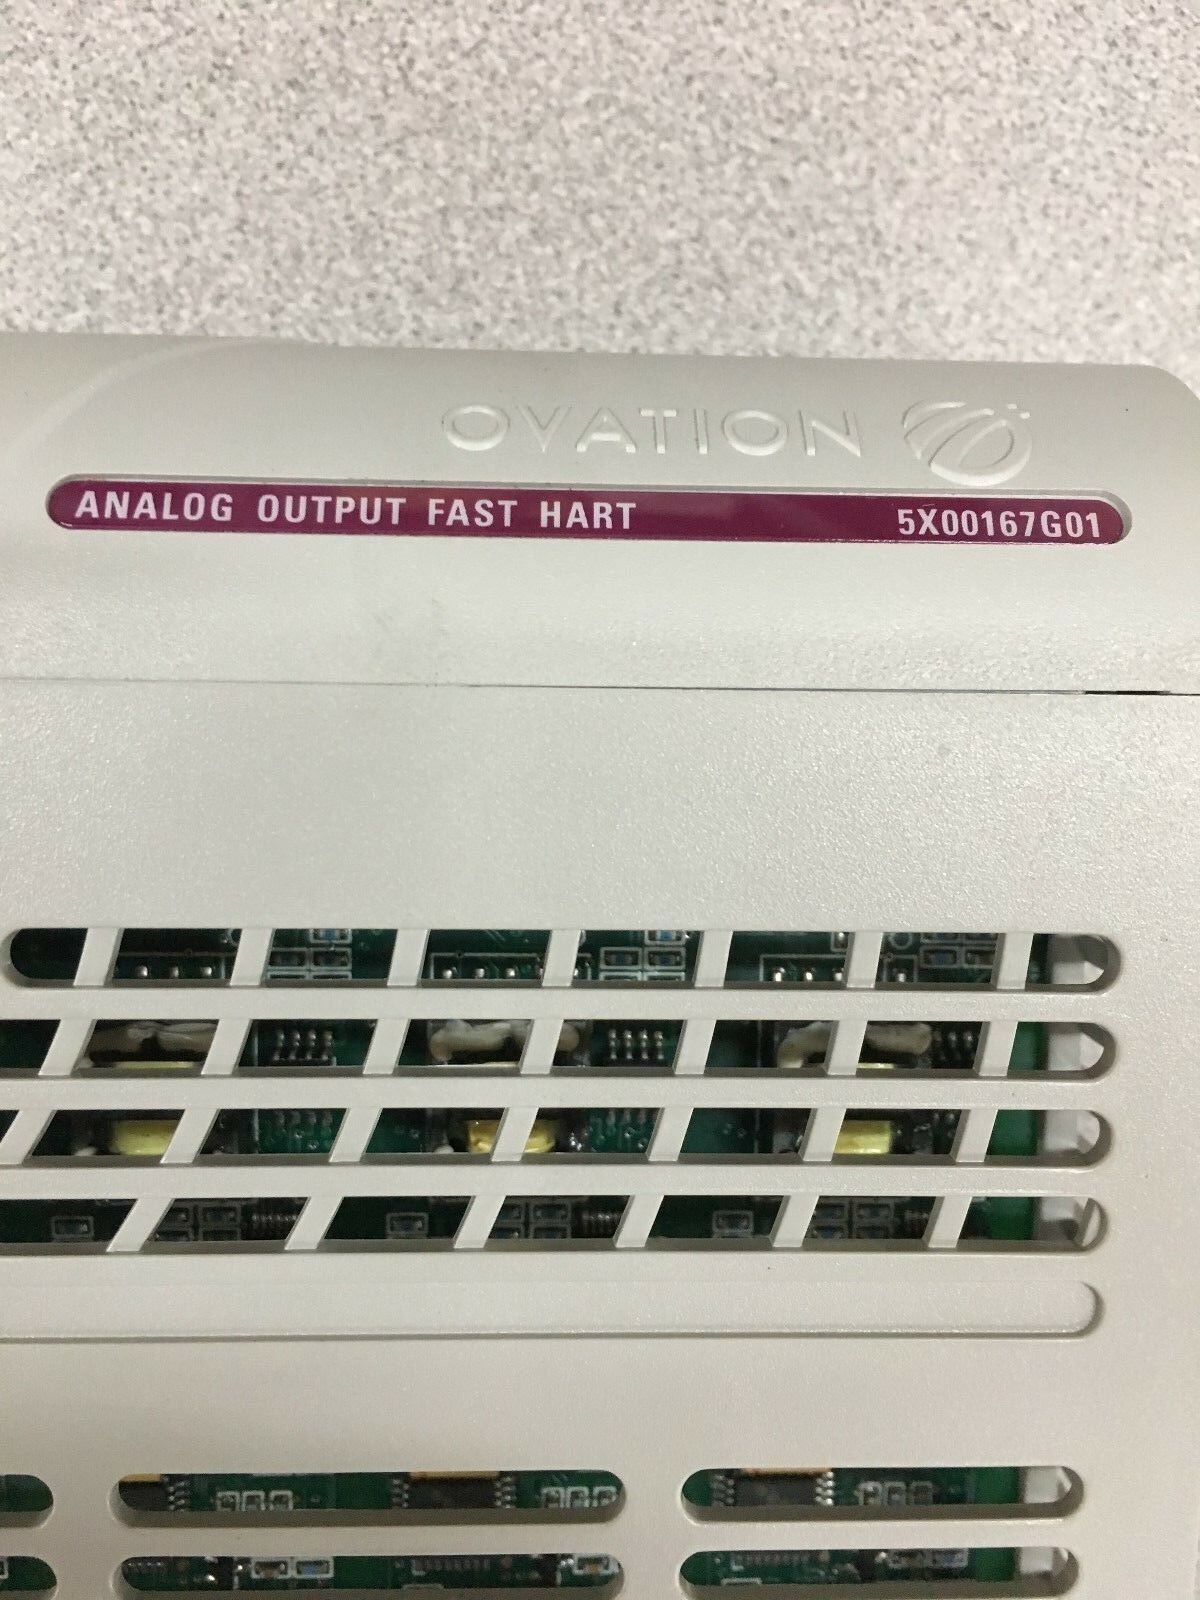 OVATION
ANALOG OUTPUT FAST HART 5X00167G01